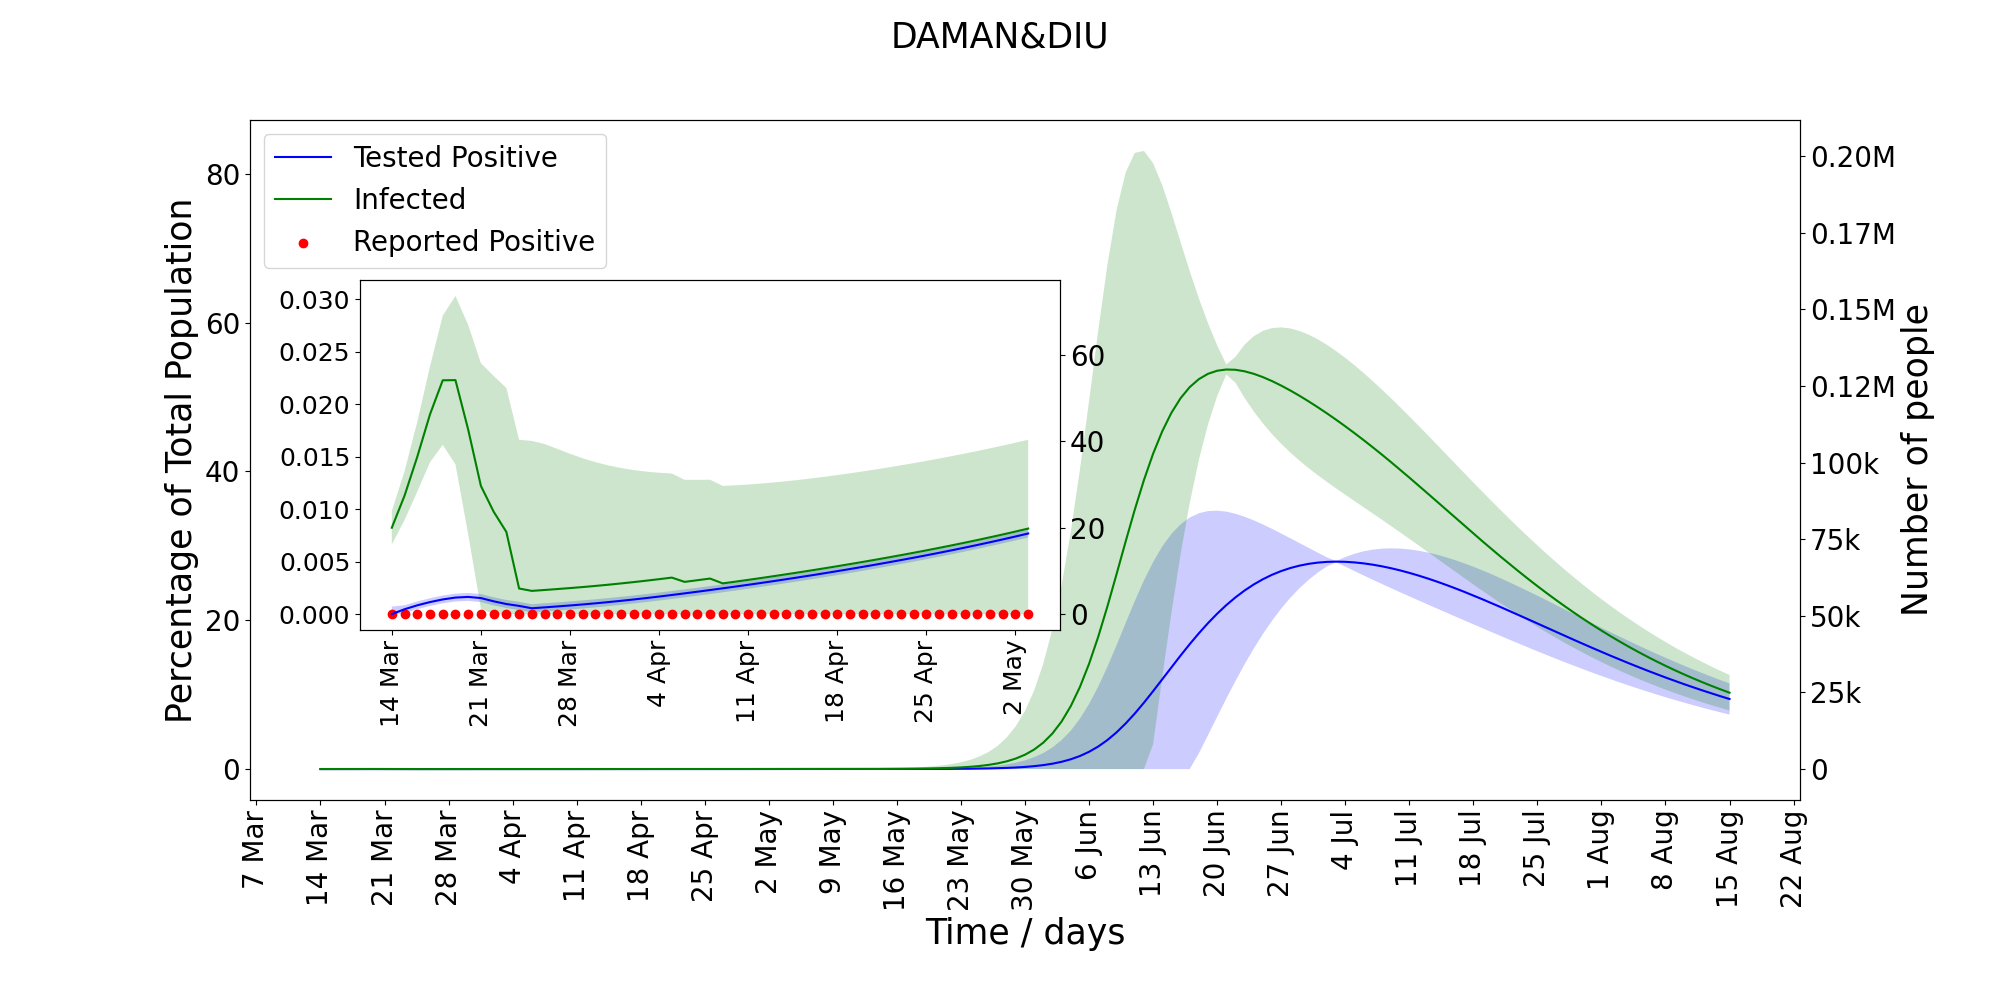 DAMAN&DIU
Tested Positive
Infected
Reported Positive
Percentage of Total Population
80
60
40
20
0
0.20M
0.17M
0.15M
0.12M
100k
75k
50k
25k
0
Number of people
0.030
0.025
0.020
0.015
0.010
0.005
0.000
60
40
20
0
14 Mar
21 Mar
28 Mar
4 Apr
11 Apr
18 Apr
25 Apr
2 May
7 Mar
14 Mar
21 Mar
28 Mar
4 Apr
11 Apr
18 Apr
25 Apr
2 May
9 May
16 May
23 May
30 May
6 Jun
13 Jun
20 Jun
27 Jun
4 Jul
11 Jul
18 Jul
25 Jul
1 Aug
8 Aug
15 Aug
22 Aug
Time / days